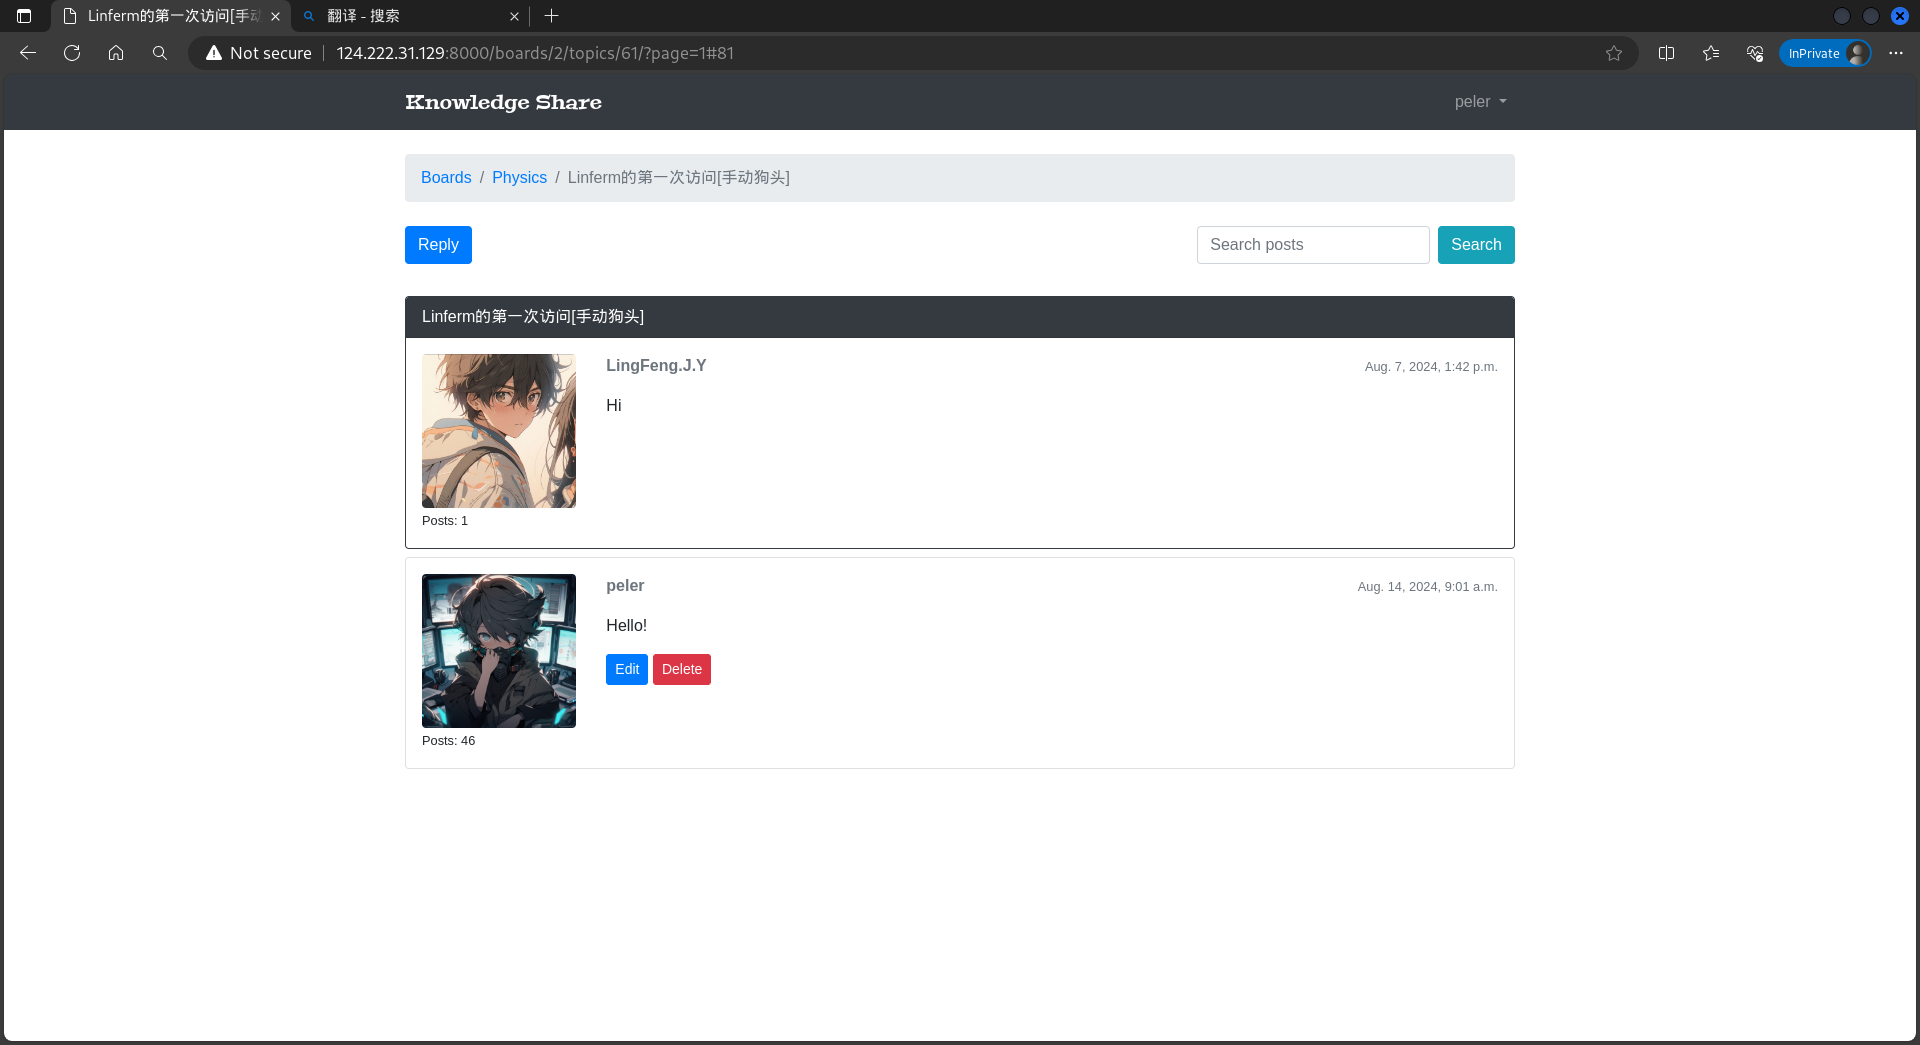 Linferm的第一次访问[手动
翻译 - 搜索
Not secure
124.222.31.129:8000/boards/2/topics/61/?page=1#81
InPrivate
Knowledge Share
peler
Boards / Physics / Linferm的第一次访问[手动狗头]
Reply
Search posts
Search
Linferm的第一次访问[手动狗头]
LingFeng.J.Y
Aug. 7, 2024, 1:42 p.m.
Hi
Posts: 1
peler
Aug. 14, 2024, 9:01 a.m.
Hello!
Edit
Delete
Posts: 46